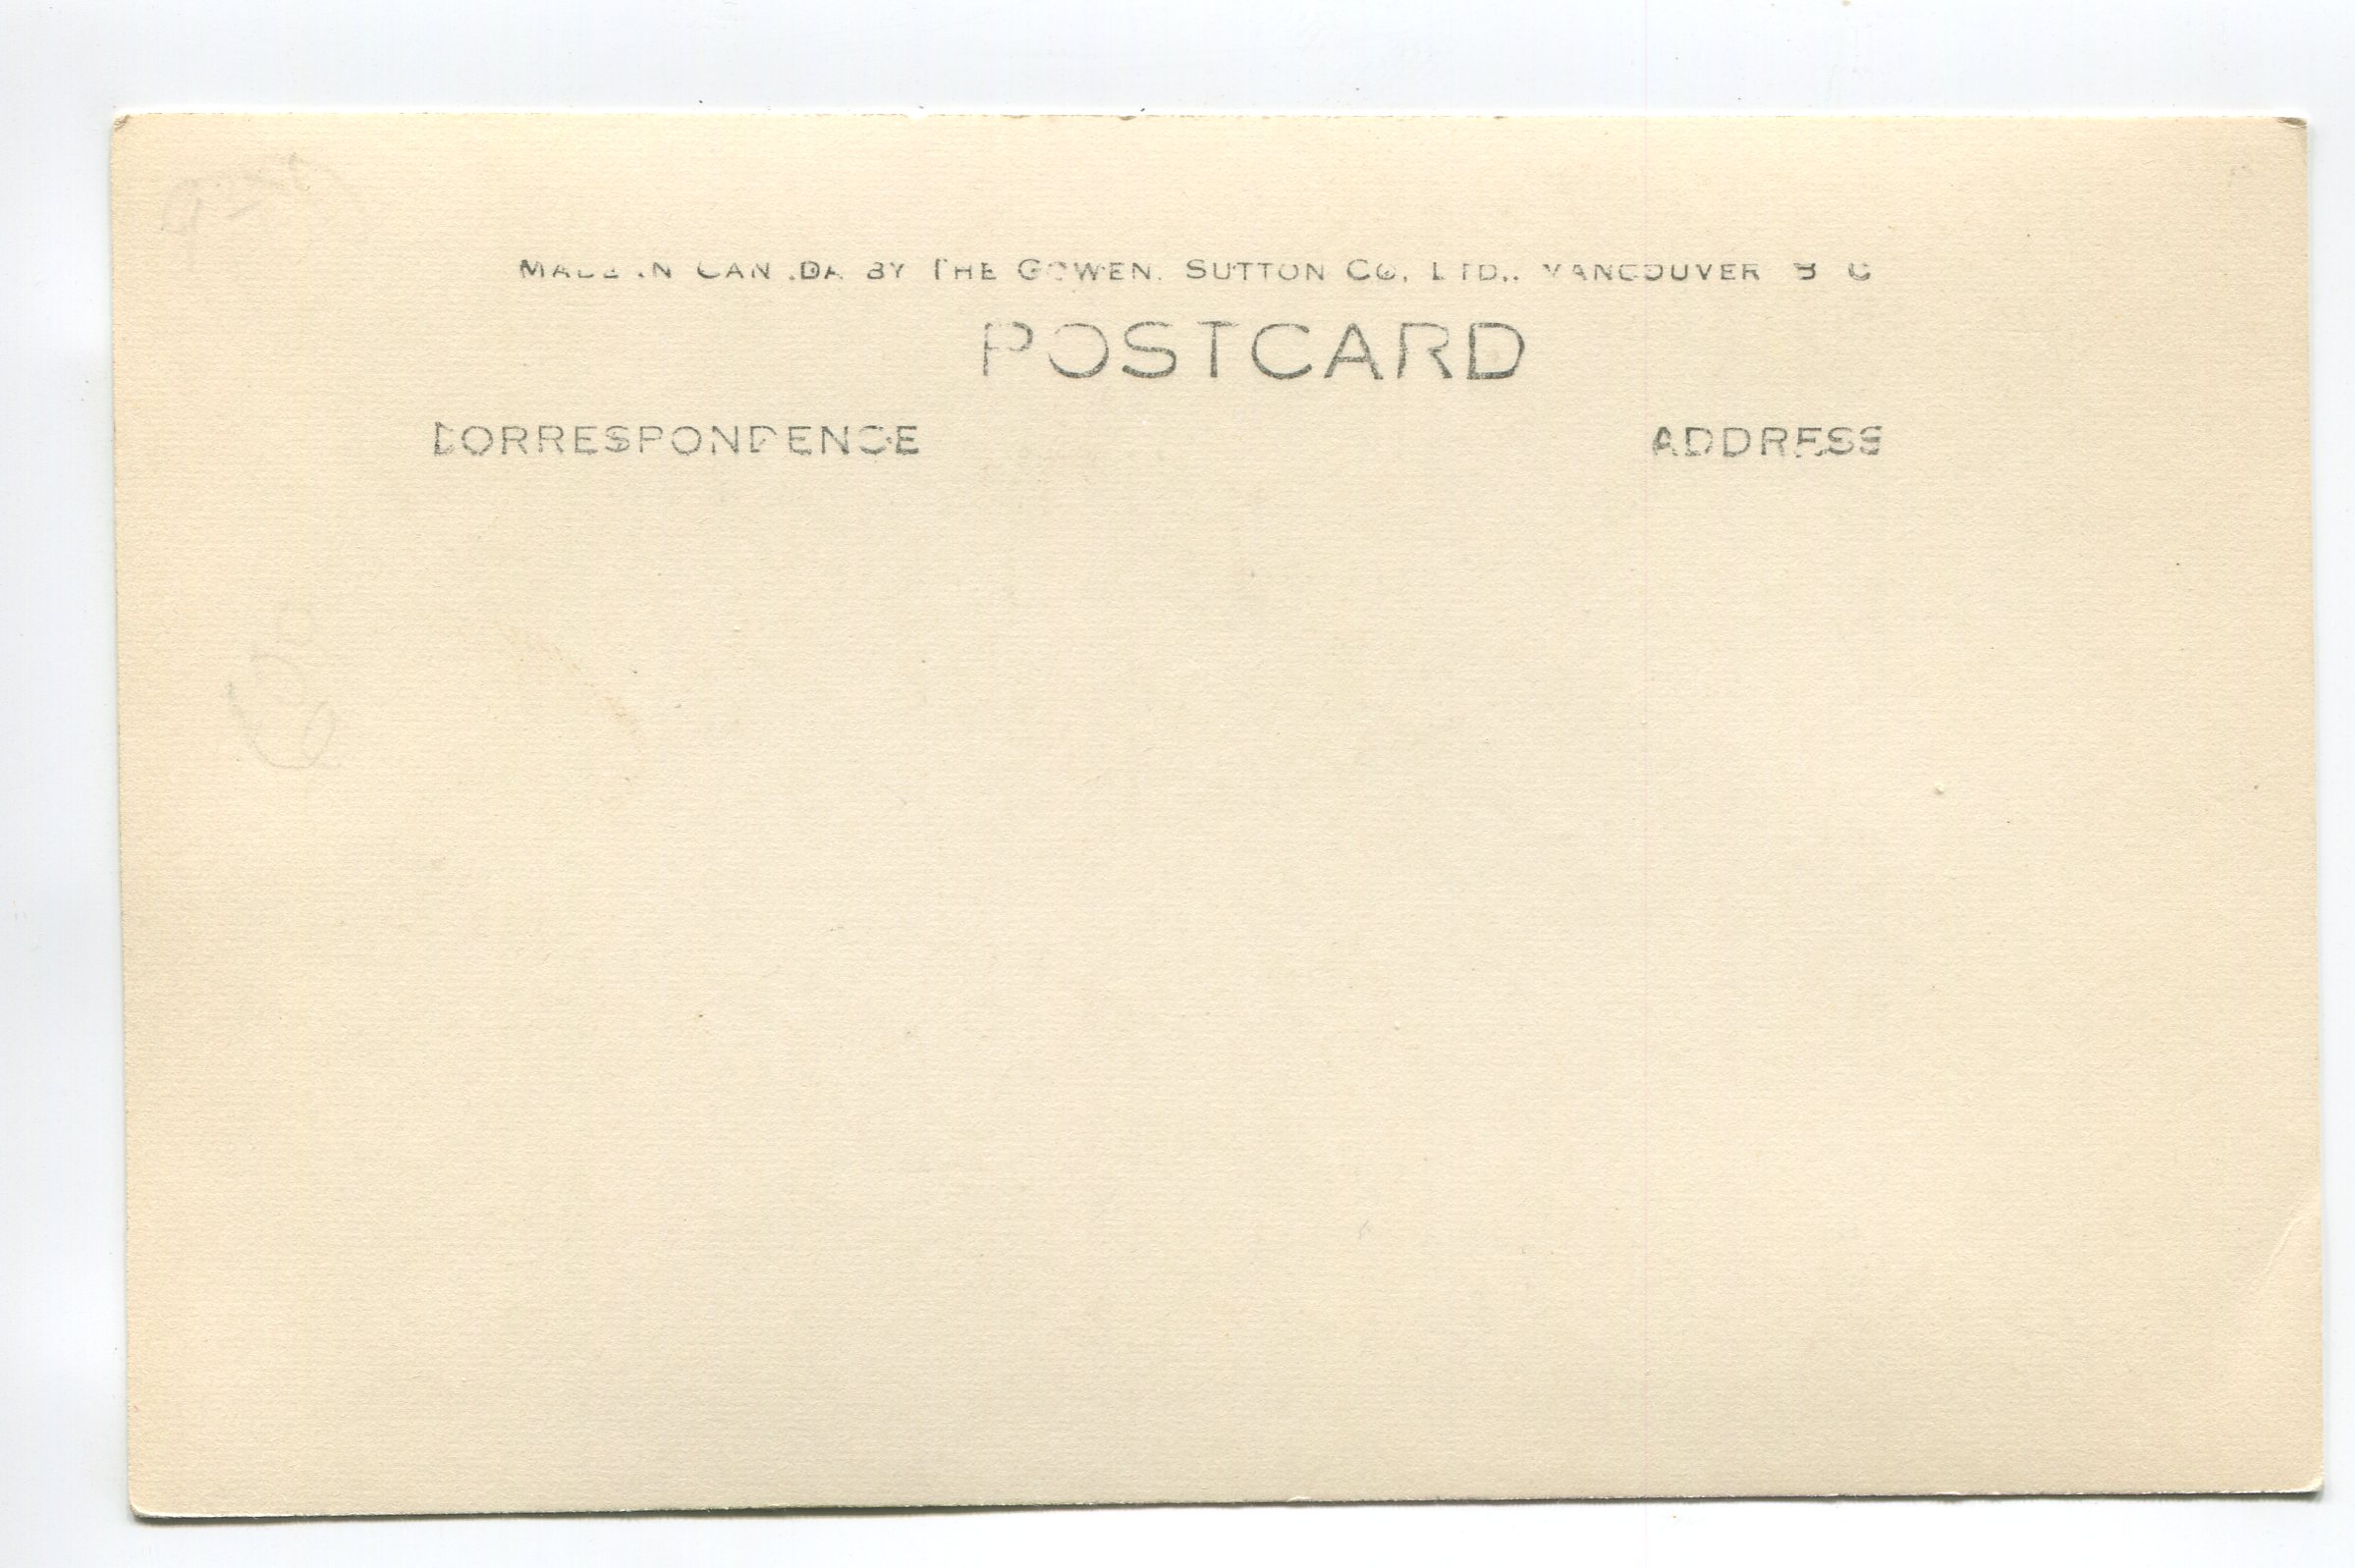 MADE IN CANADA BY THE GOWEN, SUTTON CO. LTD., VANCOUVER B C
POSTCARD
CORRESPONDENCE ADDRESS